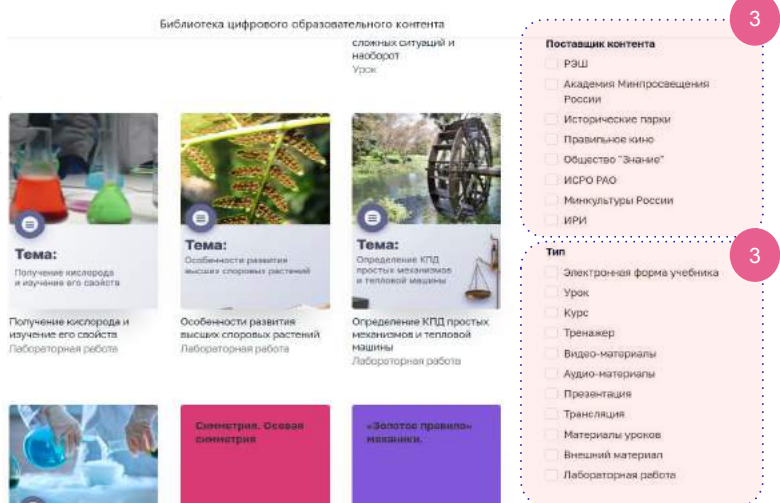 Библиотека цифрового образовательного контента
сложных ситуаций и
наоборот
Урок
Тема:
Получение кислорода
и изучение его свойств
Получение кислорода и
изучение его свойств
Лабораторная работа
Тема:
Особенности развития
высших споровых растений
Особенности развития
высших споровых растений
Лабораторная работа
Тема:
Определение КПД
простых механизмов
и тепловой машины
Определение КПД простых
механизмов и тепловой
машины
Лабораторная работа
Симметрия. Осевая
симметрия
«Золотое правило»
механики.
3
Поставщик контента
РЭШ
Академия Минпросвещения
России
Исторические парки
Правильное кино
Общество "Знание"
ИСРО РАО
Минкультуры России
ИРИ
3
Тип
Электронная форма учебника
Урок
Курс
Тренажер
Видео-материалы
Аудио-материалы
Презентация
Трансляция
Материалы уроков
Внешний материал
Лабораторная работа